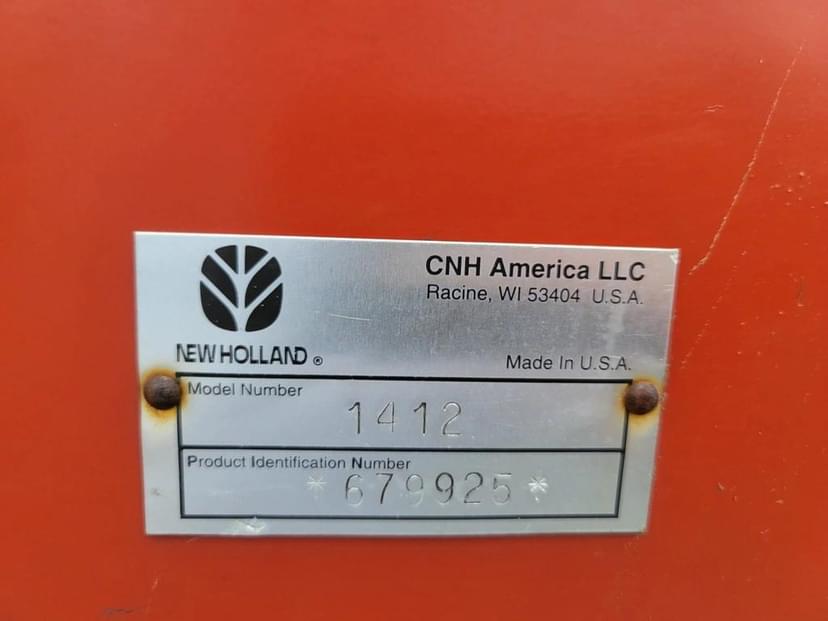 CNH America LLC
Racine, WI 53404 U.S.A.
NEW HOLLAND ®
Made In U.S.A.
Model Number
1412
Product Identification Number
*679925*